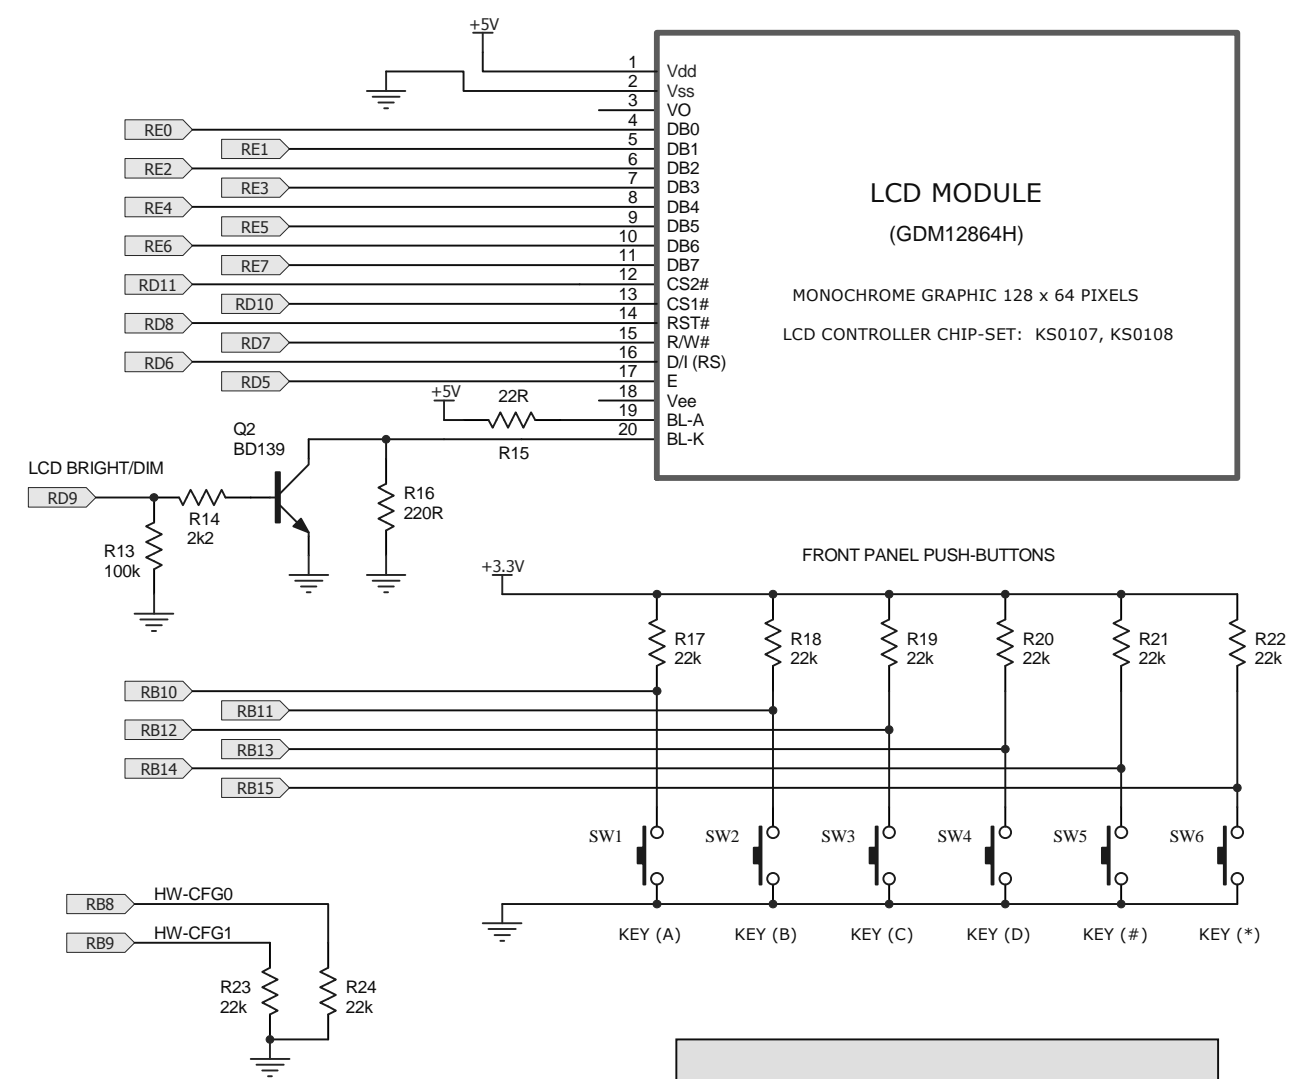 +5V
1 Vdd
2 Vss
3 VO
RE0 4 DB0
RE1 5 DB1
RE2 6 DB2
RE3 7 DB3
RE4 8 DB4
RE5 9 DB5
RE6 10 DB6
RE7 11 DB7
RD11 12 CS2#
RD10 13 CS1#
RD8 14 RST#
RD7 15 R/W#
RD6 16 D/I (RS)
RD5 17 E
18 Vee
+5V 22R 19 BL-A
20 BL-K
R15
LCD MODULE
(GDM12864H)
MONOCHROME GRAPHIC 128 x 64 PIXELS
LCD CONTROLLER CHIP-SET: KS0107, KS0108
Q2
BD139
LCD BRIGHT/DIM
RD9
R14
2k2
R13
100k
R16
220R
FRONT PANEL PUSH-BUTTONS
+3.3V
R17
22k
R18
22k
R19
22k
R20
22k
R21
22k
R22
22k
RB10
RB11
RB12
RB13
RB14
RB15
SW1 SW2 SW3 SW4 SW5 SW6
KEY (A) KEY (B) KEY (C) KEY (D) KEY (#) KEY (*)
RB8 HW-CFG0
RB9 HW-CFG1
R23
22k
R24
22k